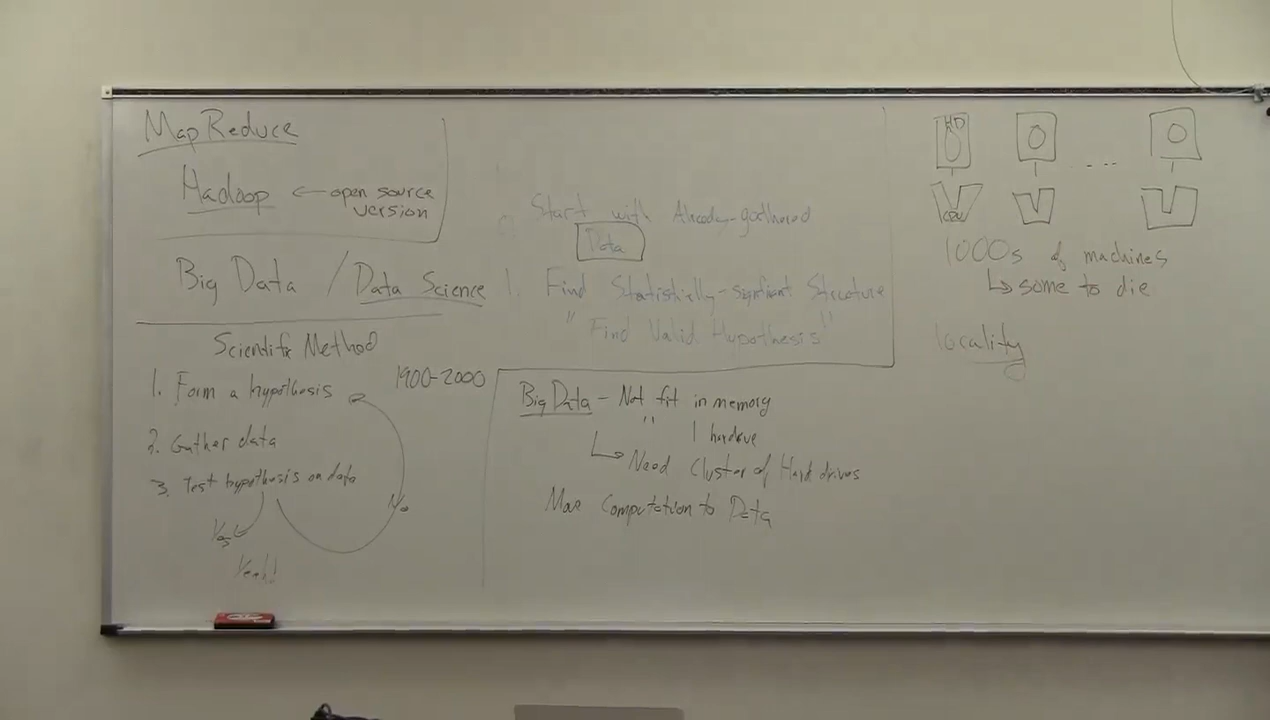 MapReduce
Hadoop ← open source
version
Big Data / Data Science
Scientific Method
1. Form a hypothesis
1900-2000
2. Gather data
3. Test hypothesis on data
No
Yes
Yeah!
Start with Already-gathered
Data
1. Find Statistically-significant Structure
"Find Valid Hypothesis"
Big Data - Not fit in memory
" 1 hardrive
↳ Need Cluster of Hard drives
Move Computation to Data
HD
CPU
....
1000s of machines
↳ some to die
locality